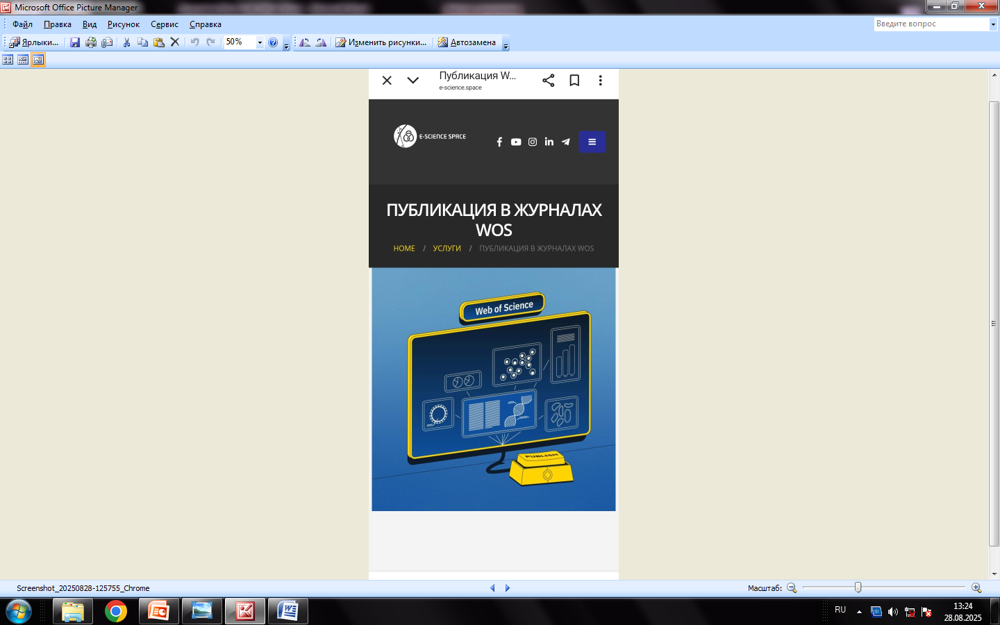 Microsoft Office Picture Manager
Файл Правка Вид Рисунок Сервис Справка
Введите вопрос
Ярлыки... 50% Изменить рисунки... Автозамена
Публикация W...
e-science.space
E-SCIENCE SPACE
ПУБЛИКАЦИЯ В ЖУРНАЛАХ
WOS
HOME / УСЛУГИ / ПУБЛИКАЦИЯ В ЖУРНАЛАХ WOS
Web of Science
PUBLISH
Screenshot_20250828-125755_Chrome
Масштаб:
RU
13:24
28.08.2025